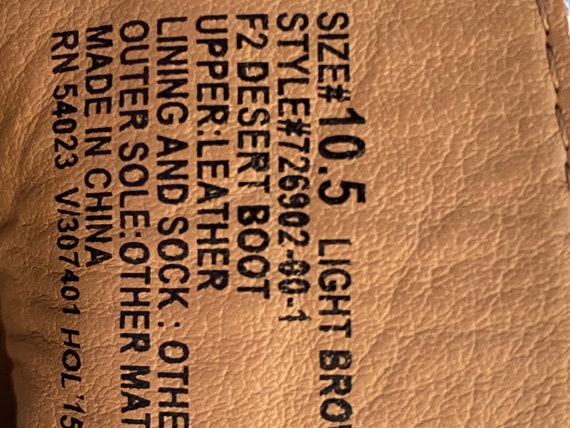 SIZE# 10.5 LIGHT BRO
STYLE#726902-00-1
F2 DESERT BOOT
UPPER:LEATHER
LINING AND SOCK : OTHE
OUTER SOLE:OTHER MAT
MADE IN CHINA
RN 54023 V/307401 HOL '15